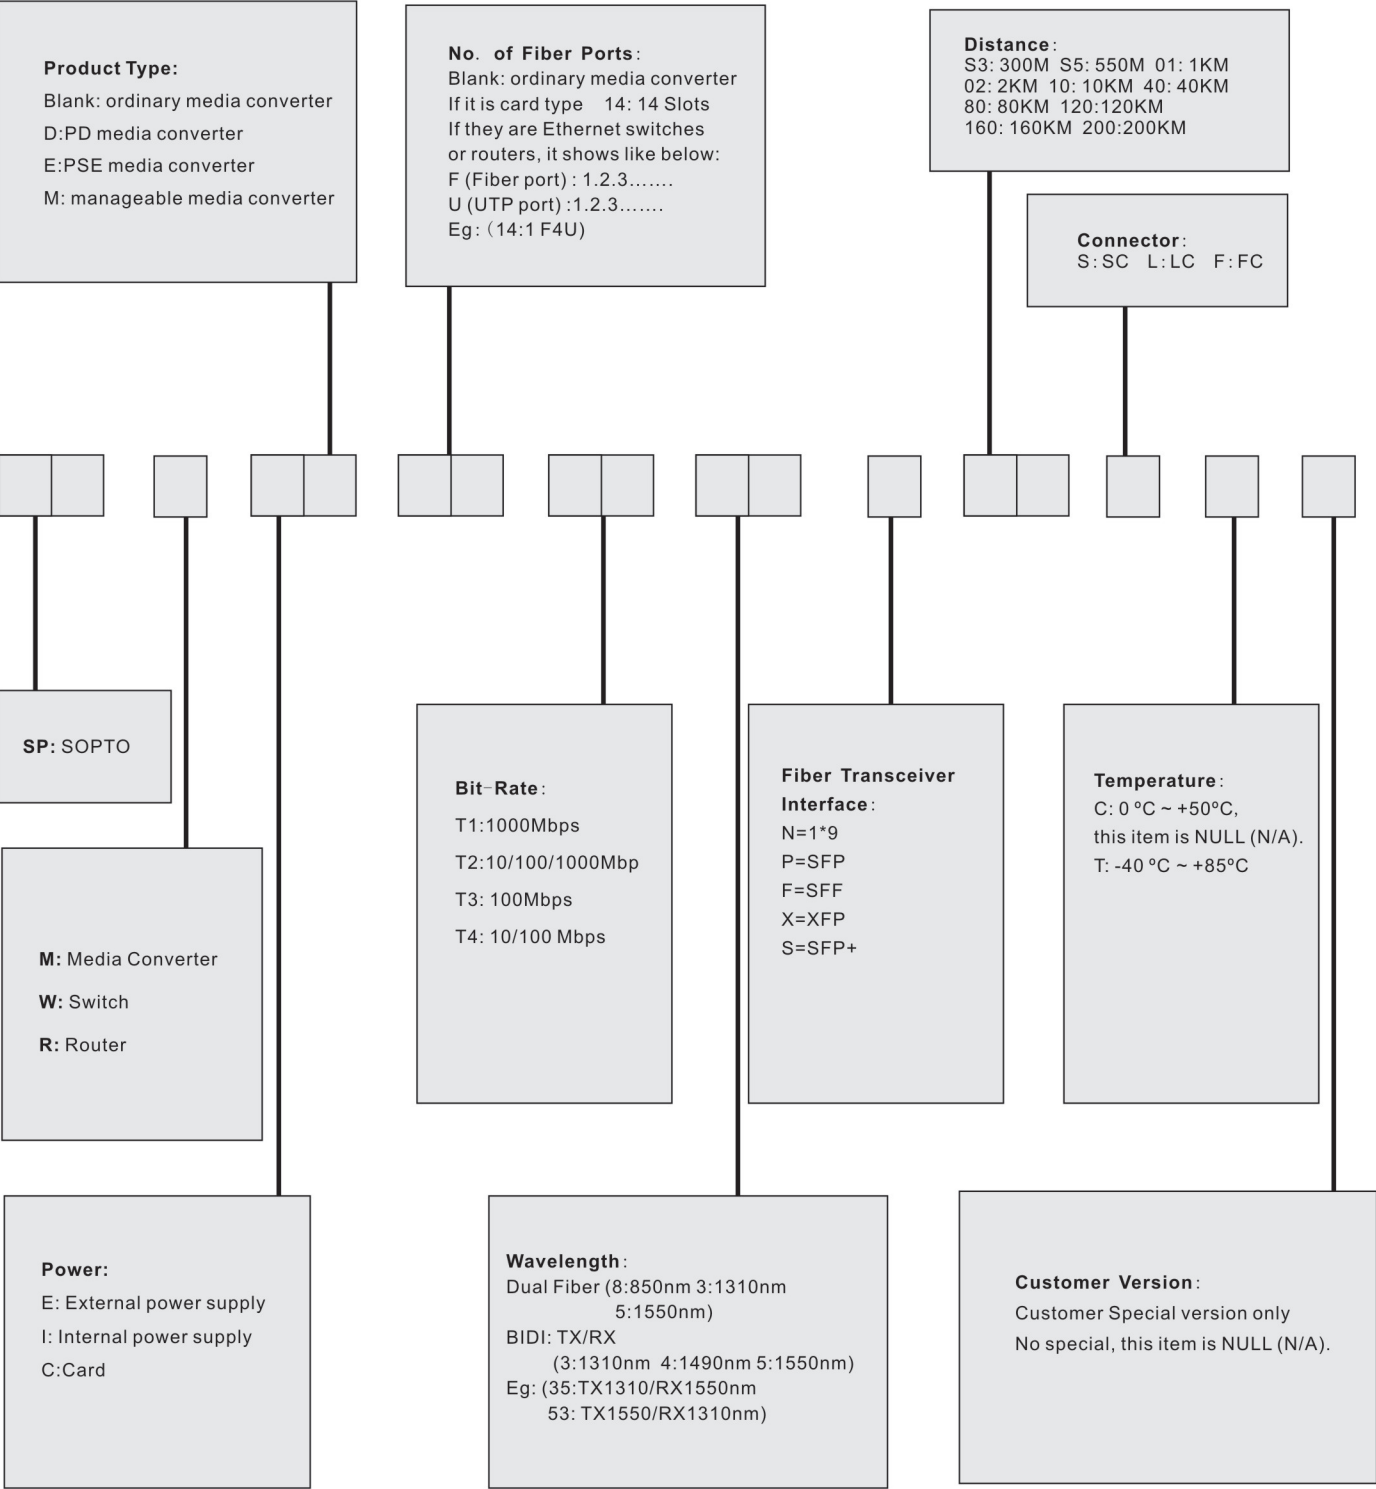 Product Type:
Blank: ordinary media converter
D:PD media converter
E:PSE media converter
M: manageable media converter
No. of Fiber Ports:
Blank: ordinary media converter
If it is card type 14: 14 Slots
If they are Ethernet switches
or routers, it shows like below:
F (Fiber port) : 1.2.3.......
U (UTP port) :1.2.3.......
Eg:（14:1 F4U)
Distance:
S3: 300M S5: 550M 01: 1KM
02: 2KM 10: 10KM 40: 40KM
80: 80KM 120:120KM
160: 160KM 200:200KM
Connector:
S:SC L:LC F:FC
SP: SOPTO
M: Media Converter
W: Switch
R: Router
Power:
E: External power supply
I: Internal power supply
C:Card
Bit-Rate:
T1:1000Mbps
T2:10/100/1000Mbp
T3: 100Mbps
T4: 10/100 Mbps
Wavelength:
Dual Fiber (8:850nm 3:1310nm
5:1550nm)
BIDI: TX/RX
(3:1310nm 4:1490nm 5:1550nm)
Eg: (35:TX1310/RX1550nm
53: TX1550/RX1310nm)
Fiber Transceiver
Interface:
N=1*9
P=SFP
F=SFF
X=XFP
S=SFP+
Temperature:
C: 0 ºC ~ +50ºC,
this item is NULL (N/A).
T: -40 ºC ~ +85ºC
Customer Version:
Customer Special version only
No special, this item is NULL (N/A).